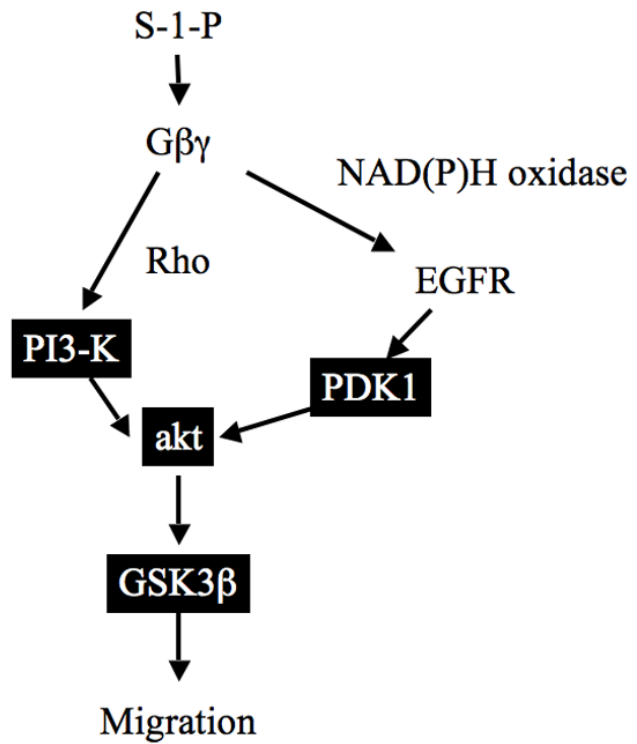 S-1-P
Gβγ
NAD(P)H oxidase
Rho
EGFR
PI3-K
PDK1
akt
GSK3β
Migration